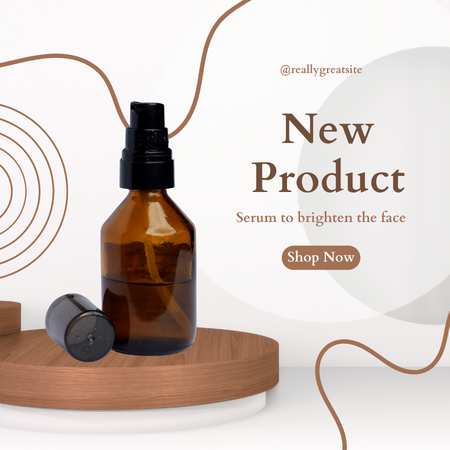 @reallygreatsite
New
Product
Serum to brighten the face
Shop Now